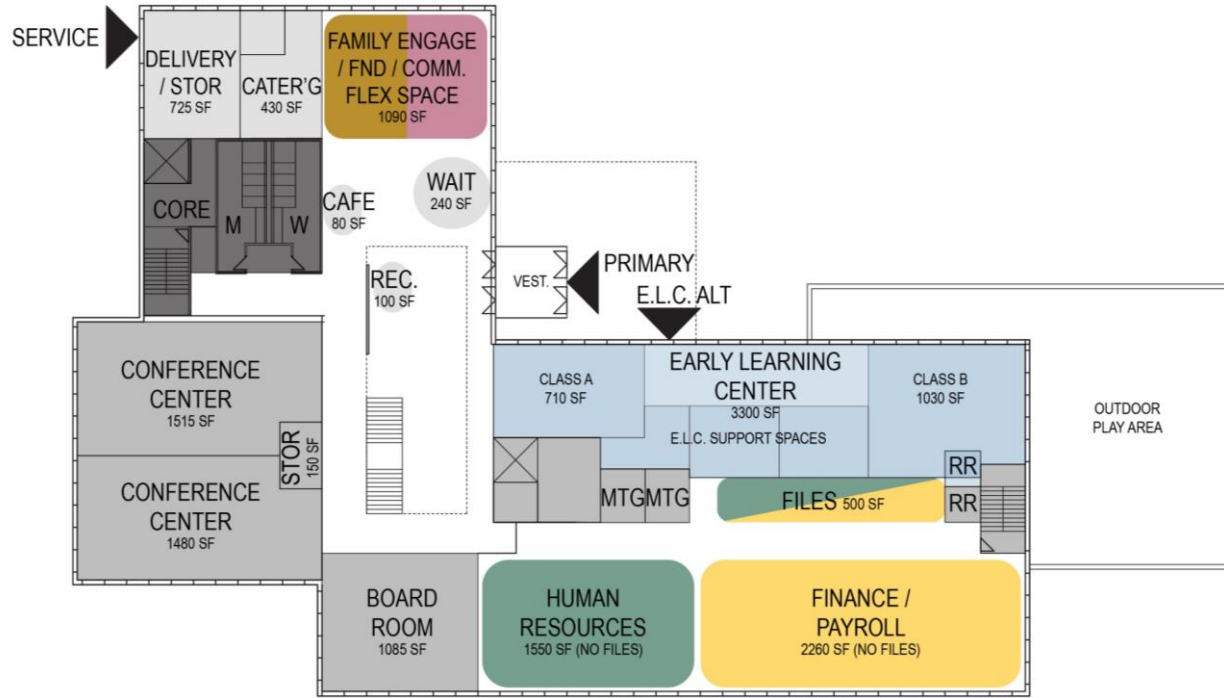 SERVICE
DELIVERY
/ STOR
725 SF
CATER'G
430 SF
FAMILY ENGAGE
/ FND / COMM.
FLEX SPACE
1090 SF
CORE
M
W
CAFE
80 SF
WAIT
240 SF
REC.
100 SF
VEST.
PRIMARY
E.L.C. ALT
CONFERENCE
CENTER
1515 SF
STOR
150 SF
CONFERENCE
CENTER
1480 SF
CLASS A
710 SF
EARLY LEARNING
CENTER
3300 SF
E.L.C. SUPPORT SPACES
CLASS B
1030 SF
OUTDOOR
PLAY AREA
MTG
MTG
FILES 500 SF
RR
RR
BOARD
ROOM
1085 SF
HUMAN
RESOURCES
1550 SF (NO FILES)
FINANCE /
PAYROLL
2260 SF (NO FILES)